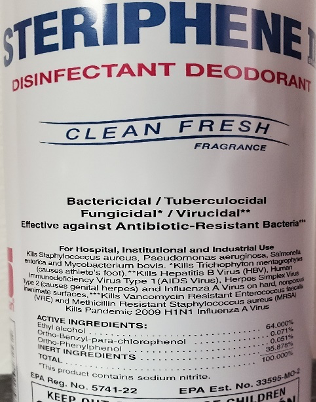 STERIPHENE II
DISINFECTANT DEODORANT
CLEAN FRESH
FRAGRANCE
Bactericidal / Tuberculocidal
Fungicidal* / Virucidal**
Effective against Antibiotic-Resistant Bacteria***
For Hospital, Institutional and Industrial Use
Kills Staphylococcus aureus, Pseudomonas aeruginosa, Salmonella
enterica and Mycobacterium bovis. *Kills Trichophyton mentagrophytes
(causes athlete's foot).**Kills Hepatitis B Virus (HBV), Human
Immunodeficiency Virus Type 1(AIDS Virus), Herpes Simplex Virus
Type 2 (causes genital herpes) and Influenza A Virus on hard, nonporous
inanimate surfaces.***Kills Vancomycin Resistant Enterococcus faecalis
(VRE) and Methicillin Resistant Staphylococcus aureus (MRSA)
Kills Pandemic 2009 H1N1 Influenza A Virus
ACTIVE INGREDIENTS:
Ethyl alcohol 64.000%
Ortho-Benzyl-para-chlorophenol 0.071%
Ortho-Phenylphenol 0.051%
INERT INGREDIENTS 35.878%
TOTAL 100.000%
*This product contains sodium nitrite.
EPA Reg. No. 5741-22 EPA Est. No. 33595-MO-
KEEP OUT CHILDREN